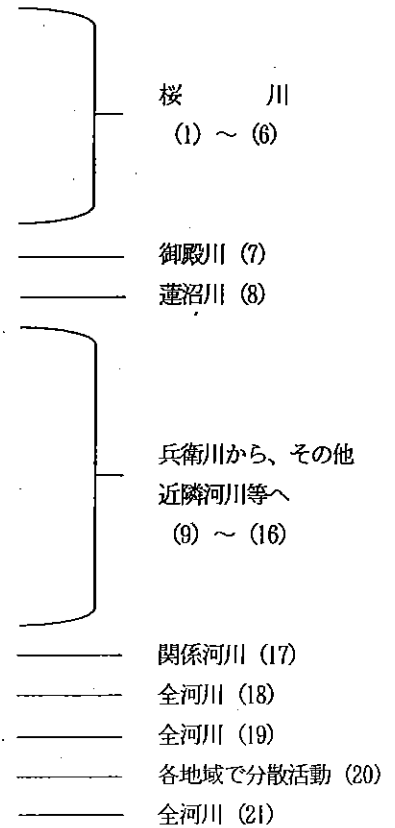 桜　　　川
(1) ～ (6)
御殿川 (7)
蓮沼川 (8)
兵衛川から、その他
近隣河川等へ
(9) ～ (16)
関係河川 (17)
全河川 (18)
全河川 (19)
各地域で分散活動 (20)
全河川 (21)